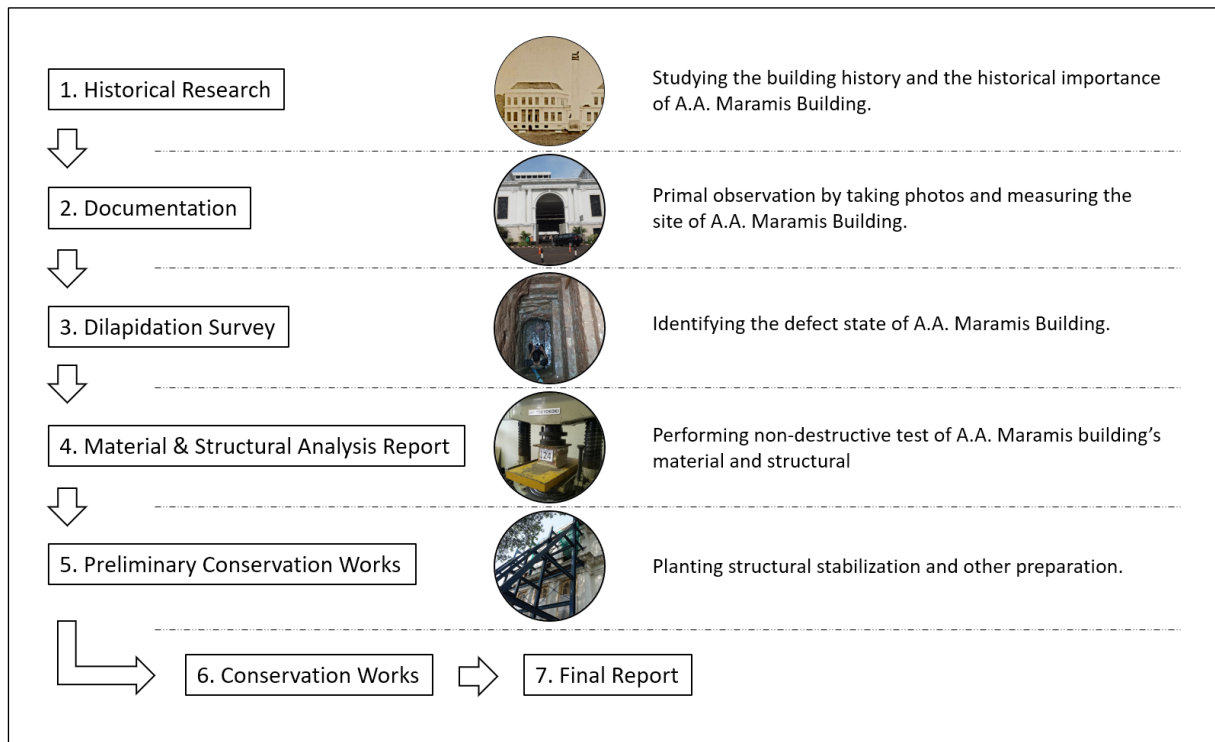 1. Historical Research
Studying the building history and the historical importance
of A.A. Maramis Building.
2. Documentation
Primal observation by taking photos and measuring the
site of A.A. Maramis Building.
3. Dilapidation Survey
Identifying the defect state of A.A. Maramis Building.
4. Material & Structural Analysis Report
124
Performing non-destructive test of A.A. Maramis building’s
material and structural
5. Preliminary Conservation Works
Planting structural stabilization and other preparation.
6. Conservation Works
7. Final Report